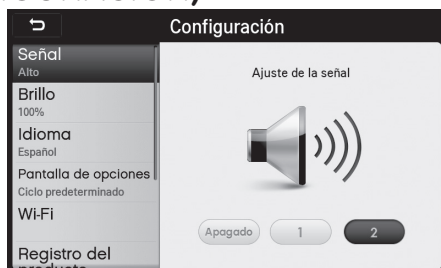 Configuración
Señal
Alto
Brillo
100%
Idioma
Español
Pantalla de opciones
Ciclo predeterminado
Wi-Fi
Registro del
Ajuste de la señal
Apagado
1
2